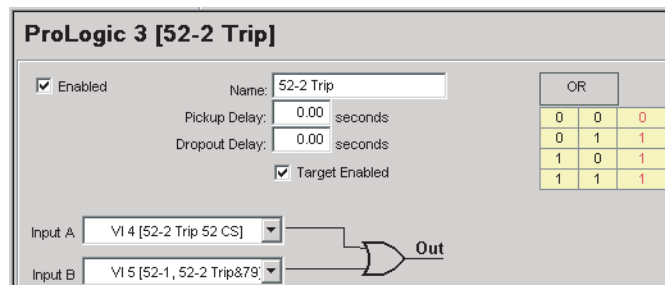 ProLogic 3 [52-2 Trip]
Enabled
Name: 52-2 Trip
Pickup Delay: 0.00 seconds
Dropout Delay: 0.00 seconds
Target Enabled
OR
0 0 0
0 1 1
1 0 1
1 1 1
Input A VI 4 [52-2 Trip 52 CS]
Out
Input B VI 5 [52-1, 52-2 Trip&79]